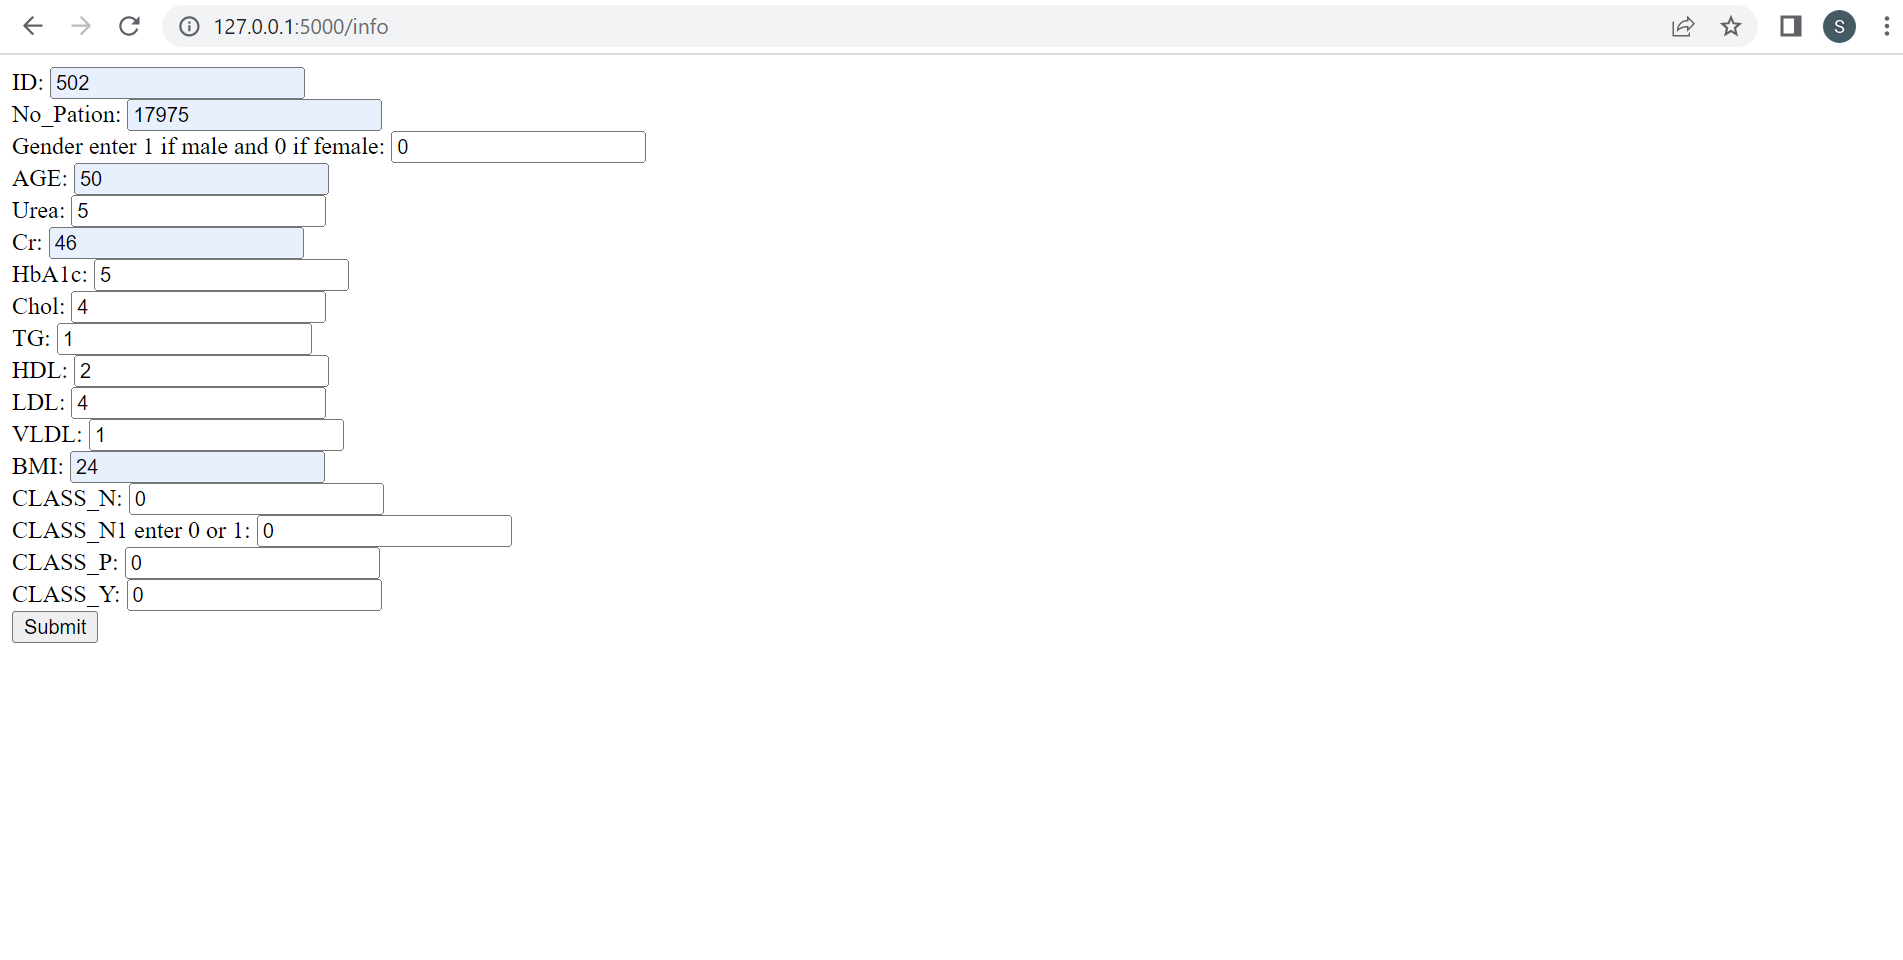 127.0.0.1:5000/info
S
ID: 502
No_Pation: 17975
Gender enter 1 if male and 0 if female: 0
AGE: 50
Urea: 5
Cr: 46
HbA1c: 5
Chol: 4
TG: 1
HDL: 2
LDL: 4
VLDL: 1
BMI: 24
CLASS_N: 0
CLASS_N1 enter 0 or 1: 0
CLASS_P: 0
CLASS_Y: 0
Submit